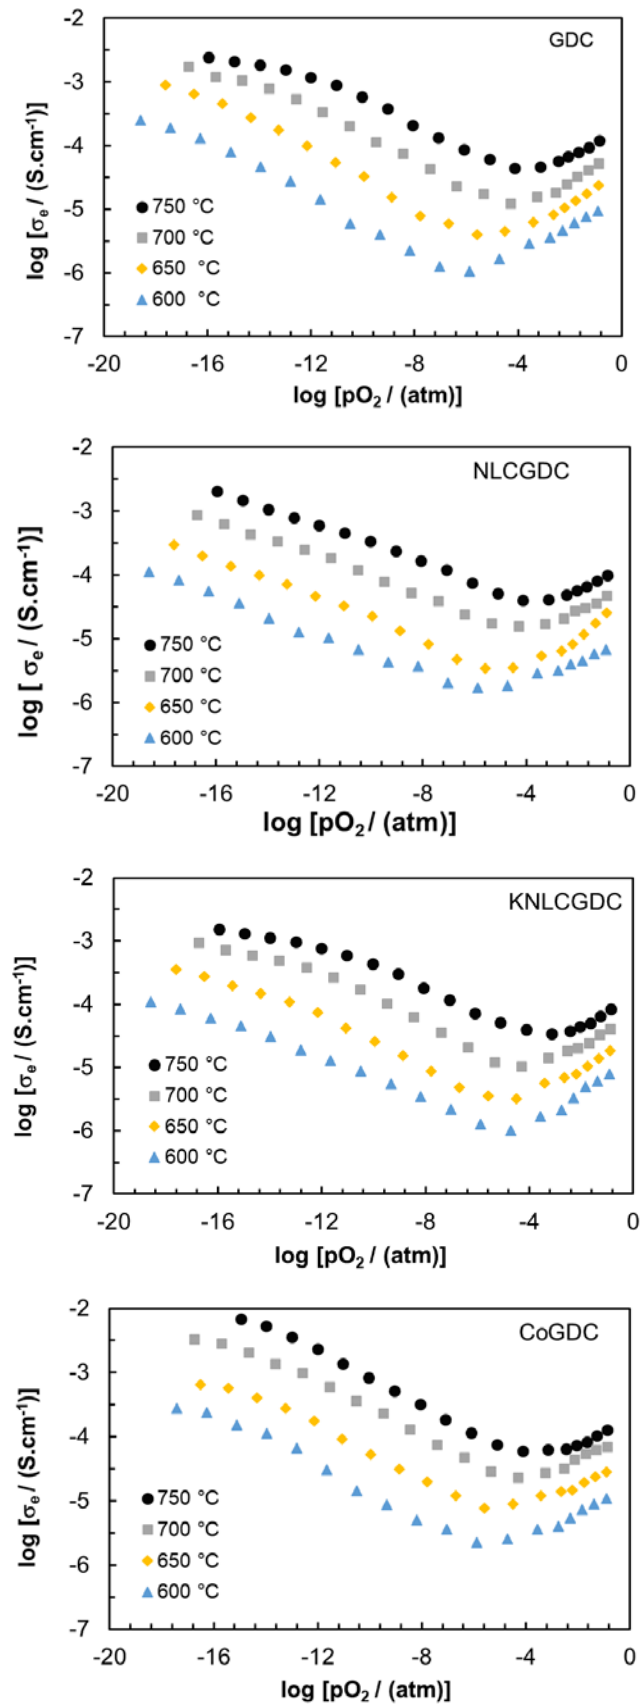 -2
GDC
-3
-4
-5
-6
-7
log [σe / (S.cm-1)]
750 °C
700 °C
650 °C
600 °C
-20 -16 -12 -8 -4 0
log [pO2 / (atm)]
-2
NLCGDC
-3
-4
-5
-6
-7
log [ σe / (S.cm-1)]
750 °C
700 °C
650 °C
600 °C
-20 -16 -12 -8 -4 0
log [pO2 / (atm)]
-2
KNLCGDC
-3
-4
-5
-6
-7
log [σe / (S.cm-1)]
750 °C
700 °C
650 °C
600 °C
-20 -16 -12 -8 -4 0
log [pO2 / (atm)]
-2
CoGDC
-3
-4
-5
-6
-7
log [σe / (S.cm-1)]
750 °C
700 °C
650 °C
600 °C
-20 -16 -12 -8 -4 0
log [pO2 / (atm)]